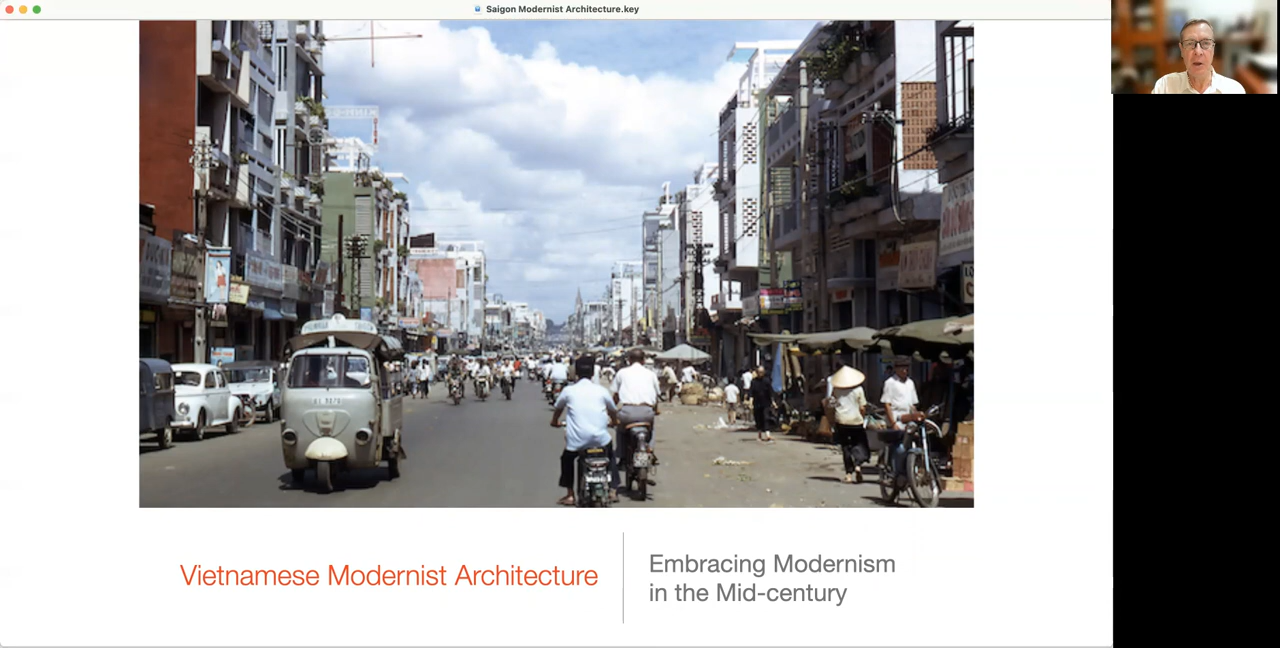 Saigon Modernist Architecture.key
Vietnamese Modernist Architecture
Embracing Modernism
in the Mid-century